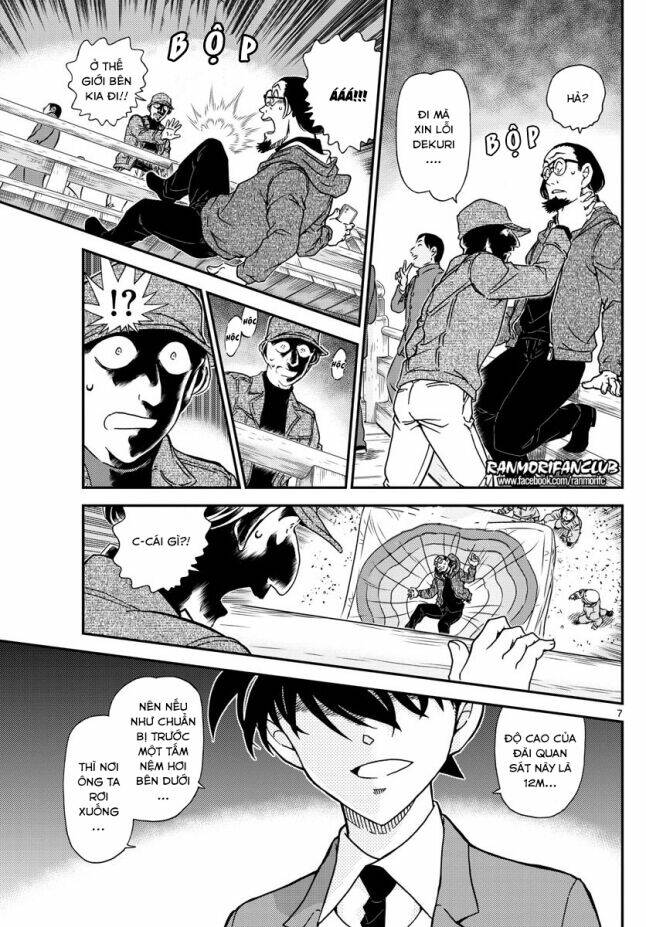 HẢ?
ĐI MÀ
XIN LỖI
DEKURI
....
BỘP
RANMORIFANCLUB
www.facebook.com/ranmorifc
ÁÁÁ!!!
BỘP
Ở THẾ
GIỚI BÊN
KIA ĐI!!
HỘC
HỘC
!?
C-CÁI GÌ?!
7
ĐỘ CAO CỦA
ĐÀI QUAN
SÁT NÀY LÀ
12M...
NÊN NẾU
NHƯ CHUẨN
BỊ TRƯỚC
MỘT TẤM
NỆM HƠI
BÊN DƯỚI
...
THÌ NƠI
ÔNG TA
RƠI
XUỐNG
...